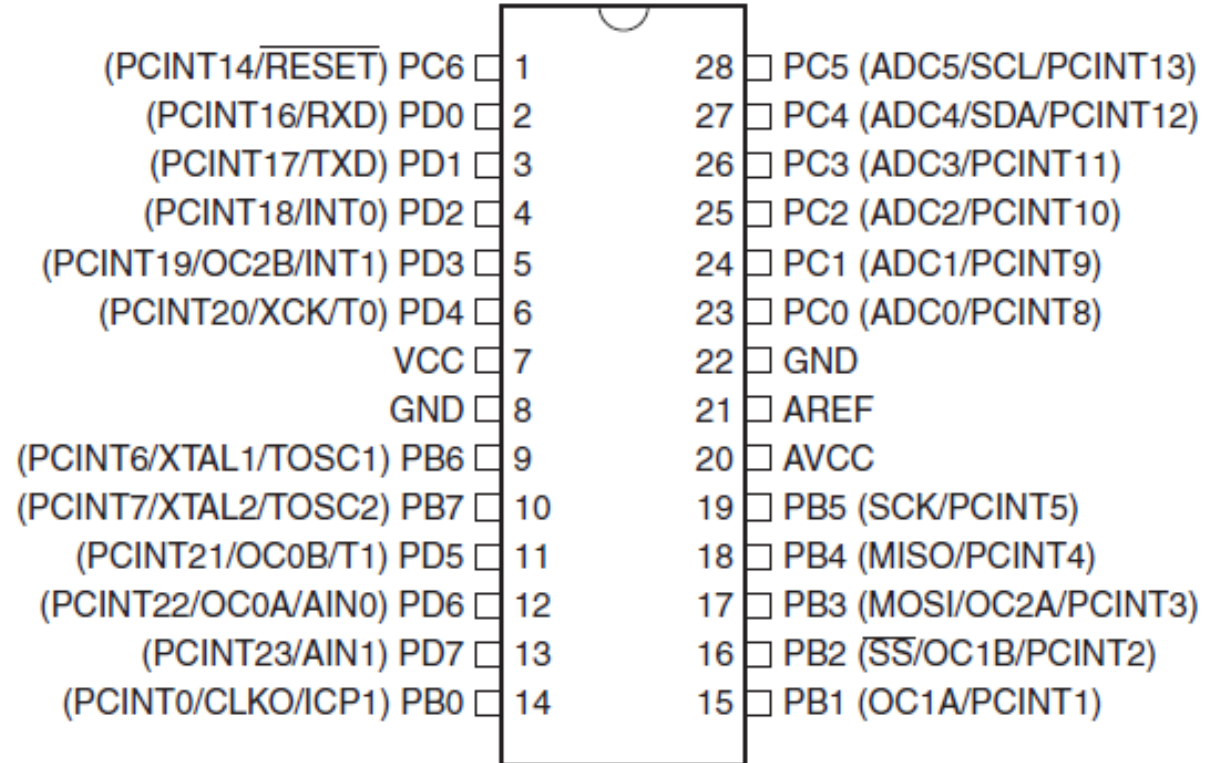 (PCINT14/RESET) PC6 1 28 PC5 (ADC5/SCL/PCINT13)
(PCINT16/RXD) PD0 2 27 PC4 (ADC4/SDA/PCINT12)
(PCINT17/TXD) PD1 3 26 PC3 (ADC3/PCINT11)
(PCINT18/INT0) PD2 4 25 PC2 (ADC2/PCINT10)
(PCINT19/OC2B/INT1) PD3 5 24 PC1 (ADC1/PCINT9)
(PCINT20/XCK/T0) PD4 6 23 PC0 (ADC0/PCINT8)
VCC 7 22 GND
GND 8 21 AREF
(PCINT6/XTAL1/TOSC1) PB6 9 20 AVCC
(PCINT7/XTAL2/TOSC2) PB7 10 19 PB5 (SCK/PCINT5)
(PCINT21/OC0B/T1) PD5 11 18 PB4 (MISO/PCINT4)
(PCINT22/OC0A/AIN0) PD6 12 17 PB3 (MOSI/OC2A/PCINT3)
(PCINT23/AIN1) PD7 13 16 PB2 (SS/OC1B/PCINT2)
(PCINT0/CLKO/ICP1) PB0 14 15 PB1 (OC1A/PCINT1)